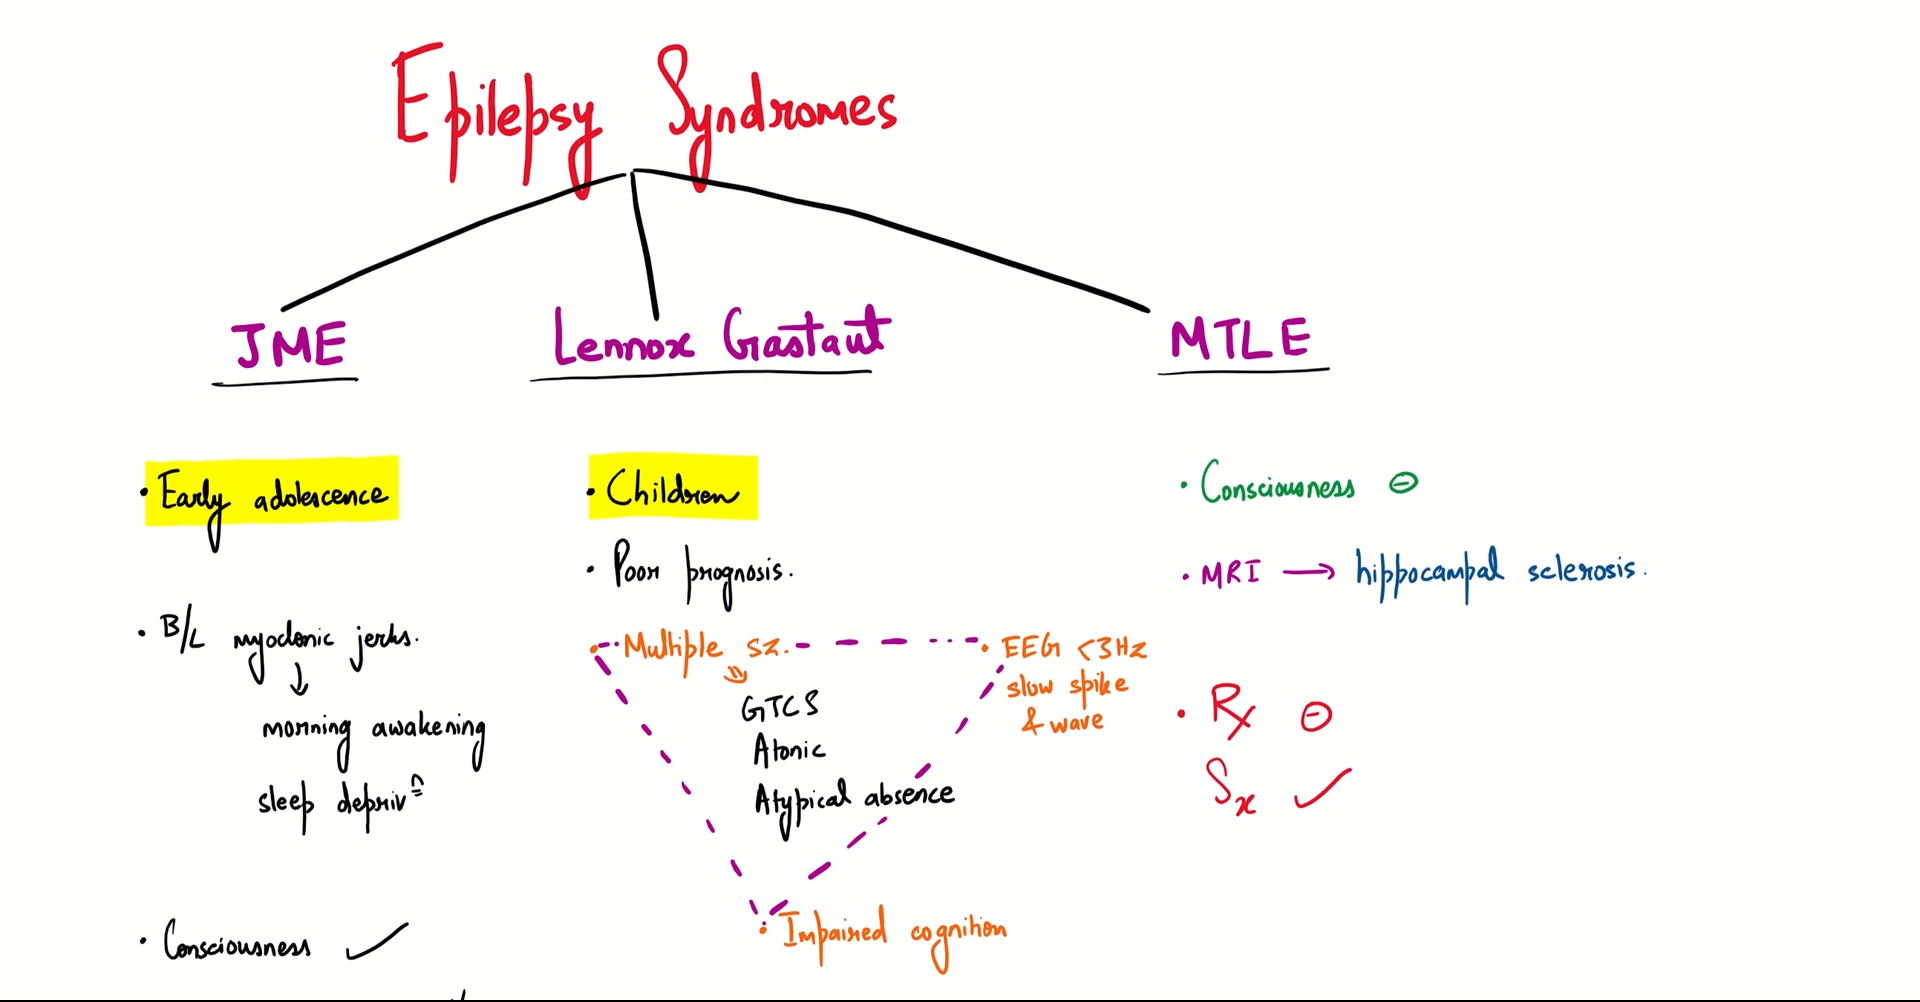 Epilepsy Syndromes
JME
• Early adolescence
• B/L myoclonic jerks.
↓
morning awakening
sleep deprivⁿ
• Consciousness ✓
Lennox Gastaut
• Children
• Poor prognosis.
• Multiple sz.
GTCS
Atonic
Atypical absence
• EEG <3Hz
slow spike
& wave
• Impaired cognition
MTLE
• Consciousness ⊖
• MRI → hippocampal sclerosis.
• Rx ⊖
Sx ✓